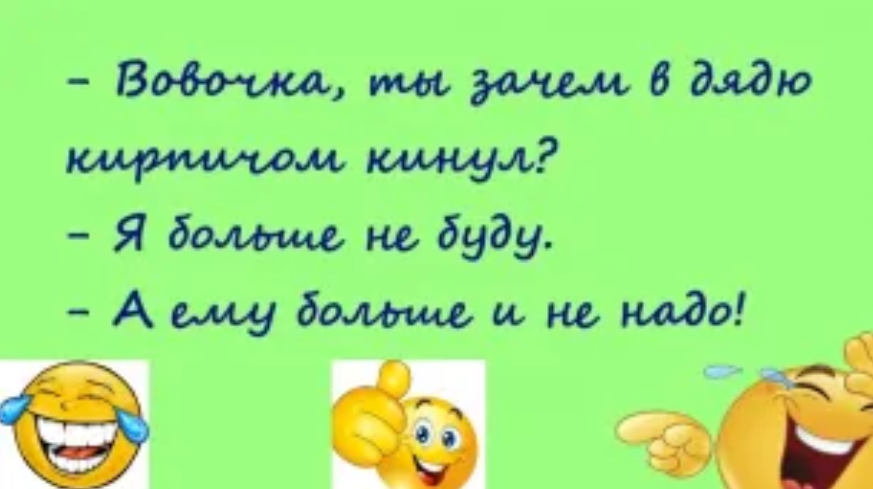 - Вовочка, ты зачем в дядю
кирпичом кинул?
- Я больше не буду.
- А ему больше и не надо!